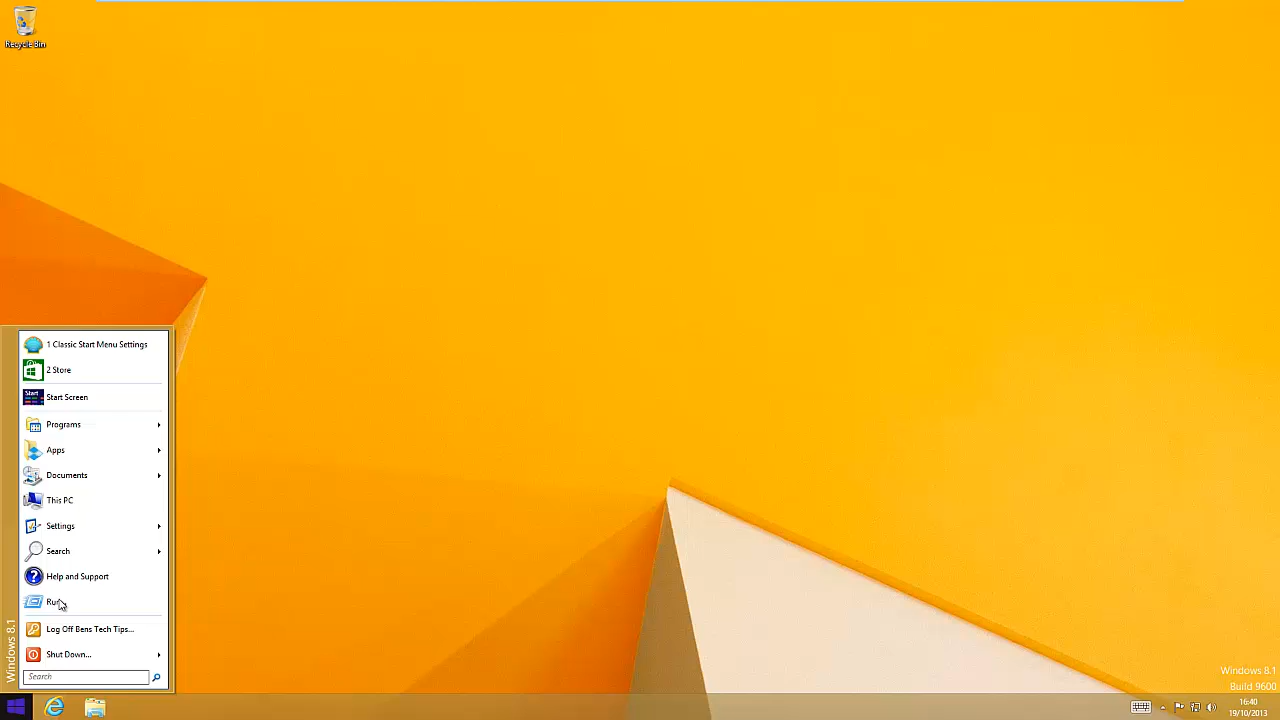 Recycle Bin
1 Classic Start Menu Settings
2 Store
Start
Start Screen
Programs
Apps
Documents
This PC
Settings
Search
Help and Support
Log Off Bens Tech Tips...
Shut Down...
Search
Windows 8.1
Windows 8.1
Build 9600
16:40
19/10/2013